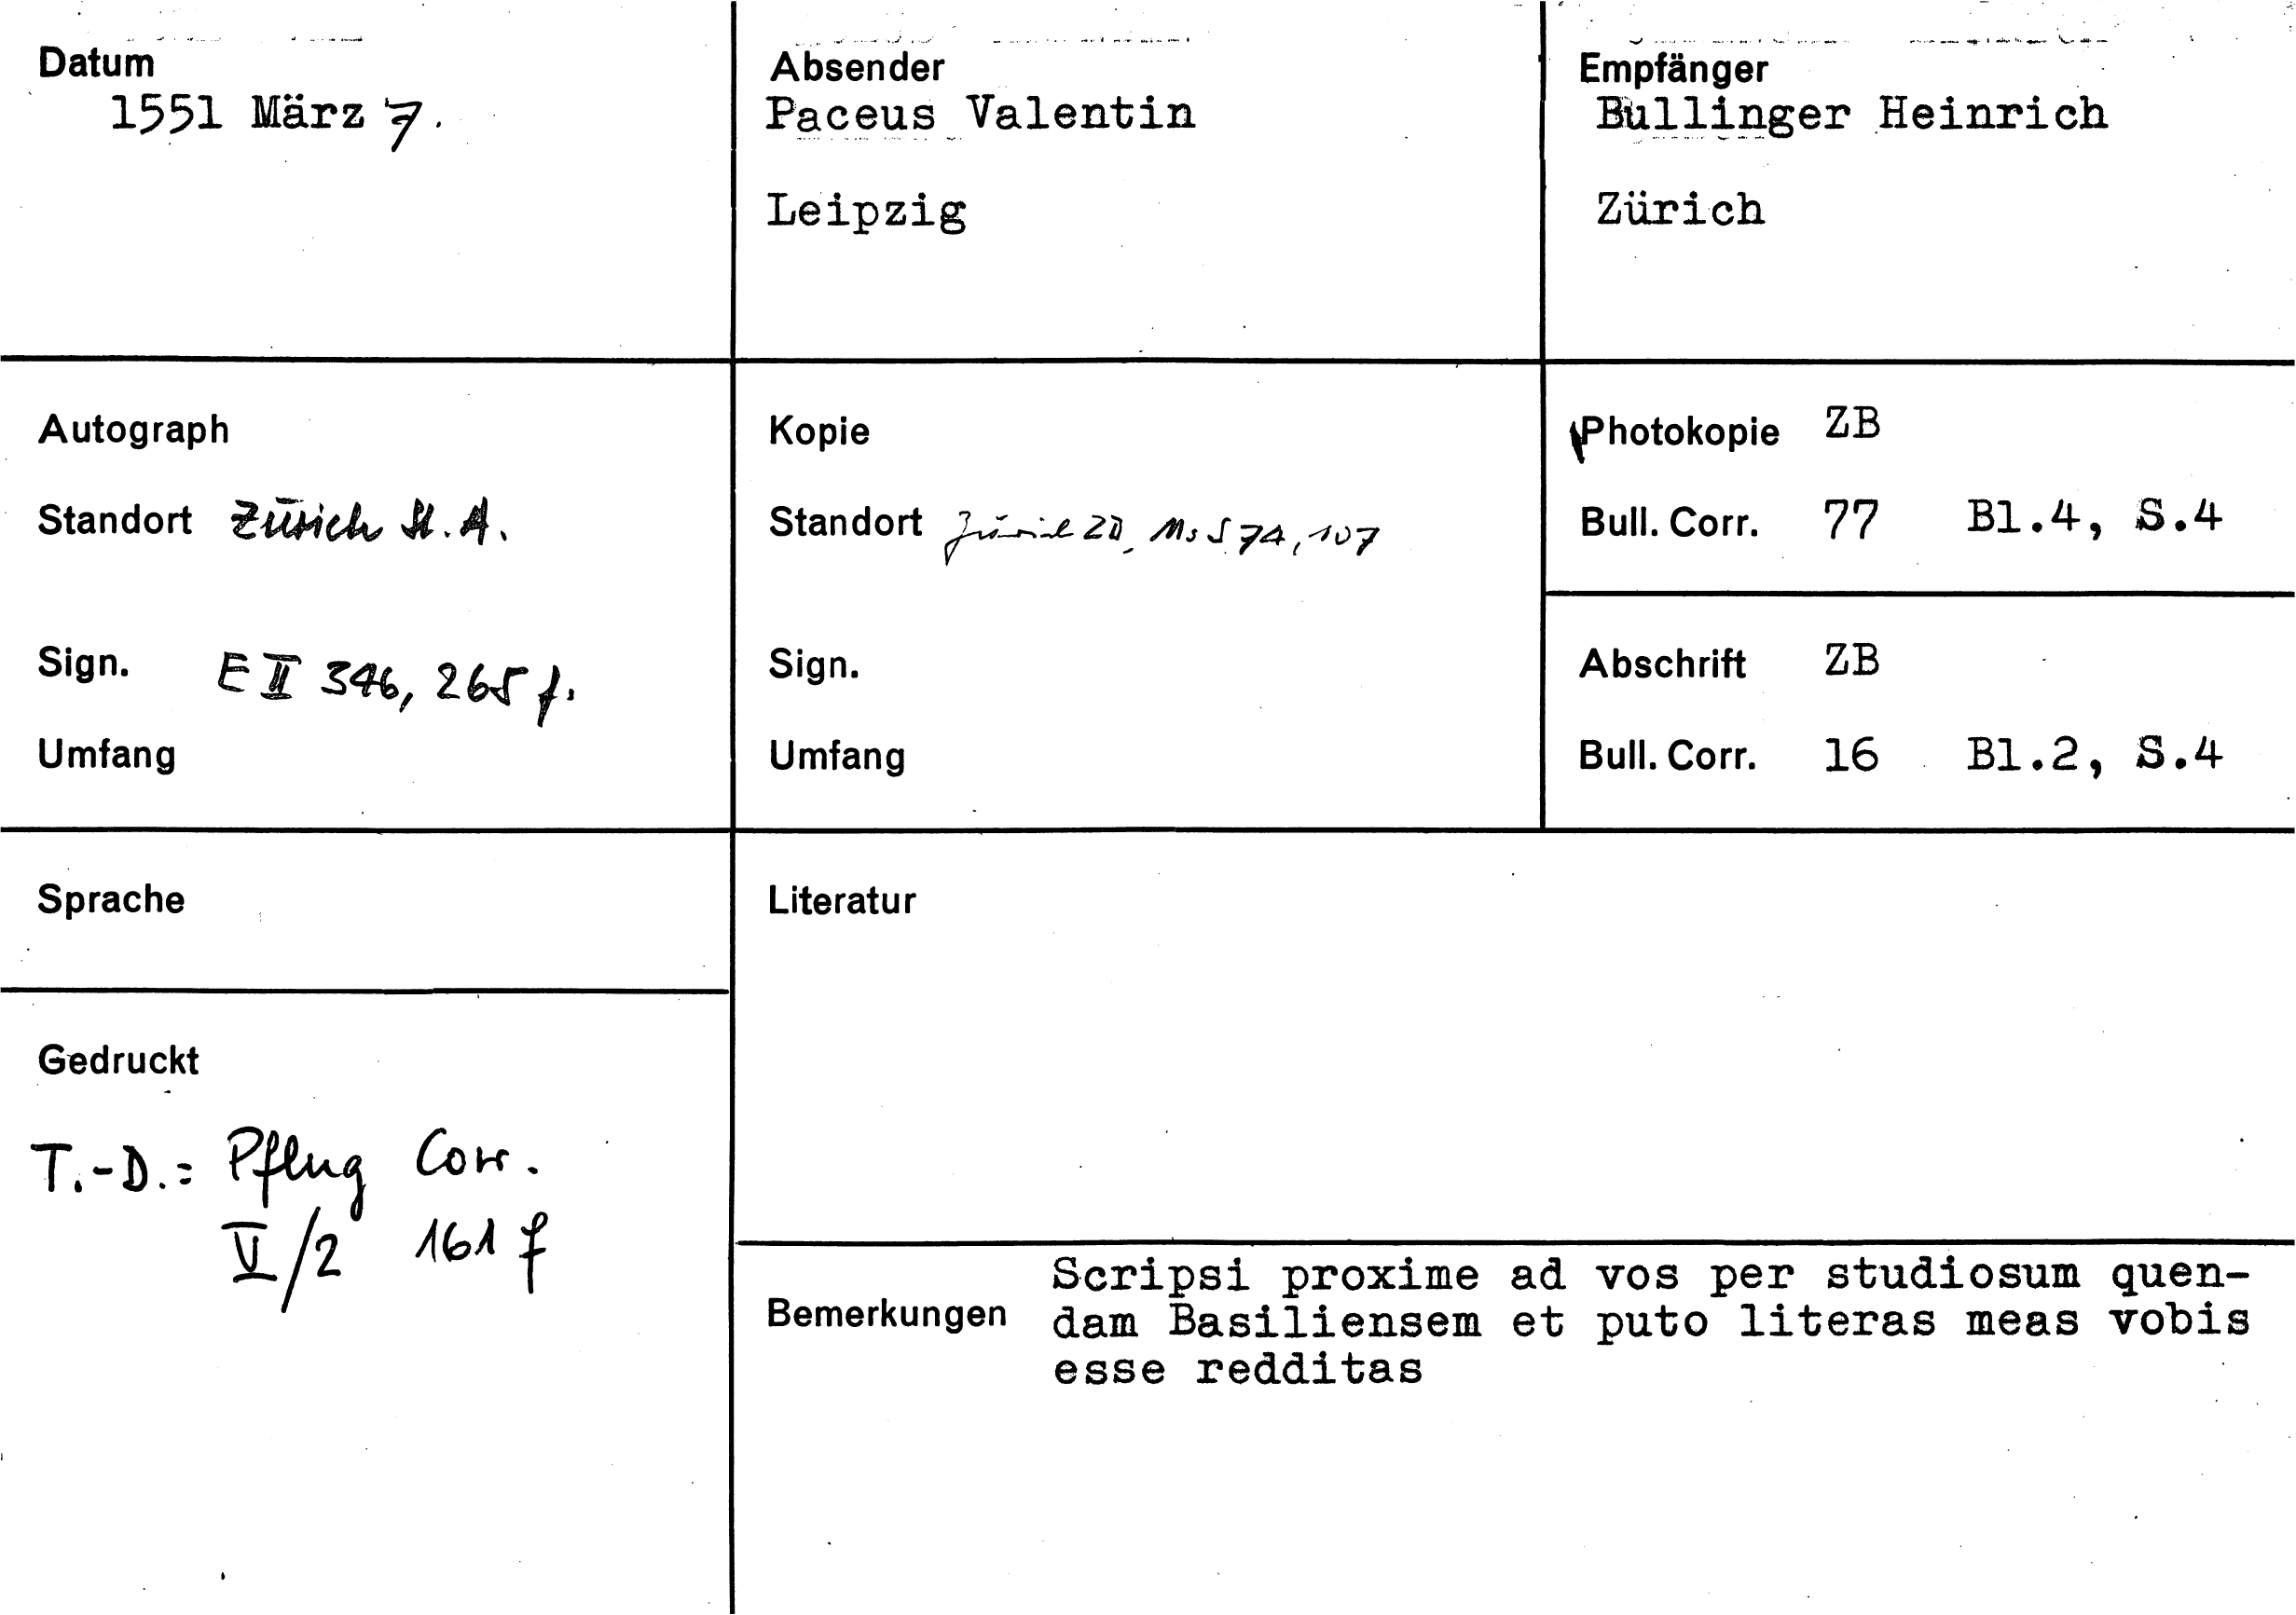 Datum
1551 März 7.
Absender
Paceus Valentin
Leipzig
Empfänger
Bullinger Heinrich
Zürich
Autograph
Standort Zürich St. A.
Sign. E II 346, 265 f.
Umfang
Kopie
Standort Zürich ZB, Ms S 74, 107
Sign.
Umfang
Photokopie ZB
Bull. Corr. 77 Bl.4, S.4
Abschrift ZB
Bull. Corr. 16 Bl.2, S.4
Sprache
Gedruckt
T.-D.: Pflug Corr.
V/2 161 f
Literatur
Bemerkungen
Scripsi proxime ad vos per studiosum quen-
dam Basiliensem et puto literas meas vobis
esse redditas